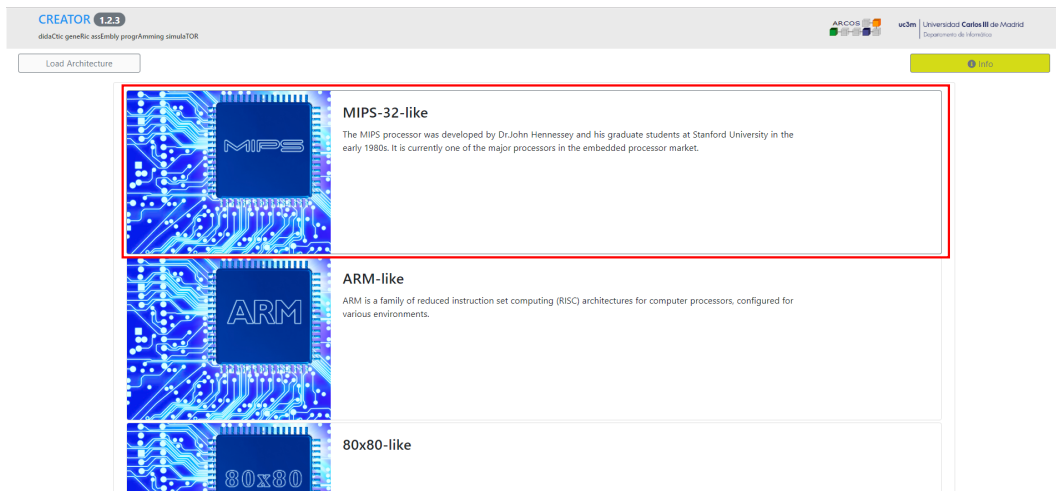 CREATOR 1.2.3
didaCtic geneRic assEmbly progrAmming simulaTOR
ARCOS
uc3m Universidad Carlos III de Madrid
Departamento de Informática
Load Architecture
Info
MIPS
MIPS-32-like
The MIPS processor was developed by Dr.John Hennessey and his graduate students at Stanford University in the
early 1980s. It is currently one of the major processors in the embedded processor market.
ARM
ARM-like
ARM is a family of reduced instruction set computing (RISC) architectures for computer processors, configured for
various environments.
80x80
80x80-like